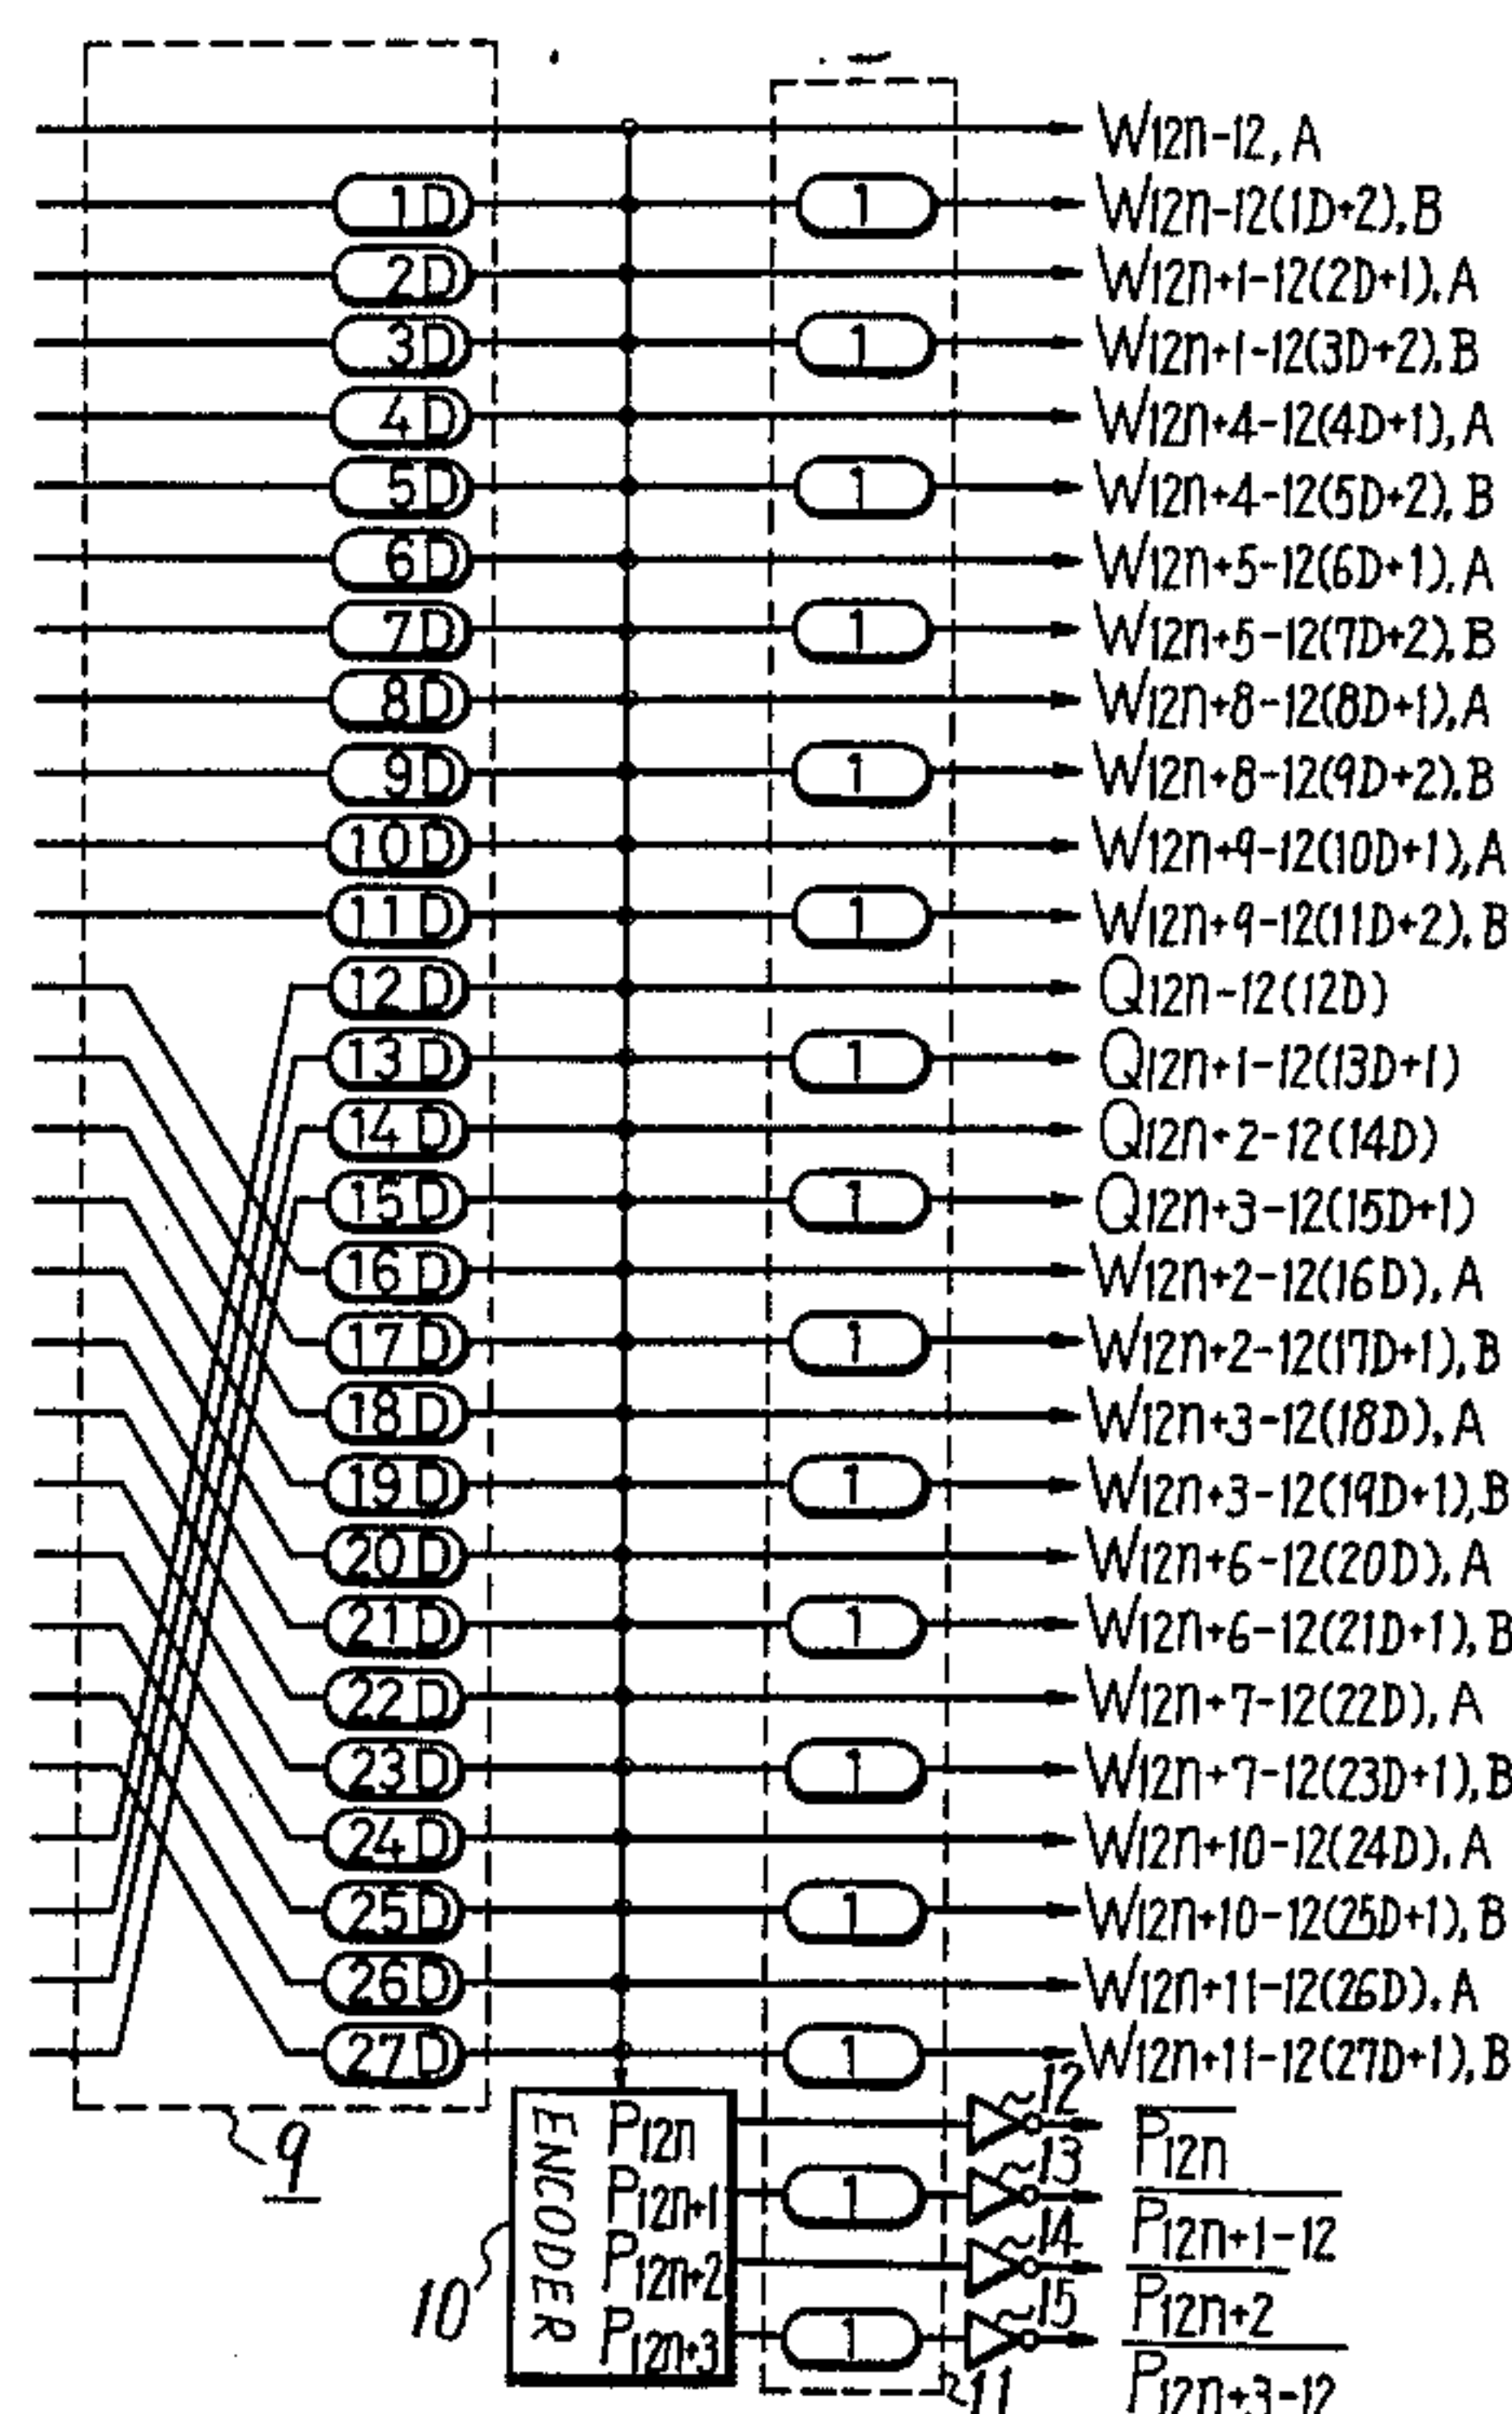 W12n-12, A
1D 1 W12n-12(1D+2), B
2D W12n+1-12(2D+1), A
3D 1 W12n+1-12(3D+2), B
4D W12n+4-12(4D+1), A
5D 1 W12n+4-12(5D+2), B
6D W12n+5-12(6D+1), A
7D 1 W12n+5-12(7D+2), B
8D W12n+8-12(8D+1), A
9D 1 W12n+8-12(9D+2), B
10D W12n+9-12(10D+1), A
11D 1 W12n+9-12(11D+2), B
12D Q12n-12(12D)
13D 1 Q12n+1-12(13D+1)
14D Q12n+2-12(14D)
15D 1 Q12n+3-12(15D+1)
16D W12n+2-12(16D), A
17D 1 W12n+2-12(17D+1), B
18D W12n+3-12(18D), A
19D 1 W12n+3-12(19D+1), B
20D W12n+6-12(20D), A
21D 1 W12n+6-12(21D+1), B
22D W12n+7-12(22D), A
23D 1 W12n+7-12(23D+1), B
24D W12n+10-12(24D), A
25D 1 W12n+10-12(25D+1), B
26D W12n+11-12(26D), A
27D 1 W12n+11-12(27D+1), B
9
10
ENCODER
P12n 12 P12n
P12n+1 1 13 P12n+1-12
P12n+2 14 P12n+2
P12n+3 1 15 P12n+3-12
11